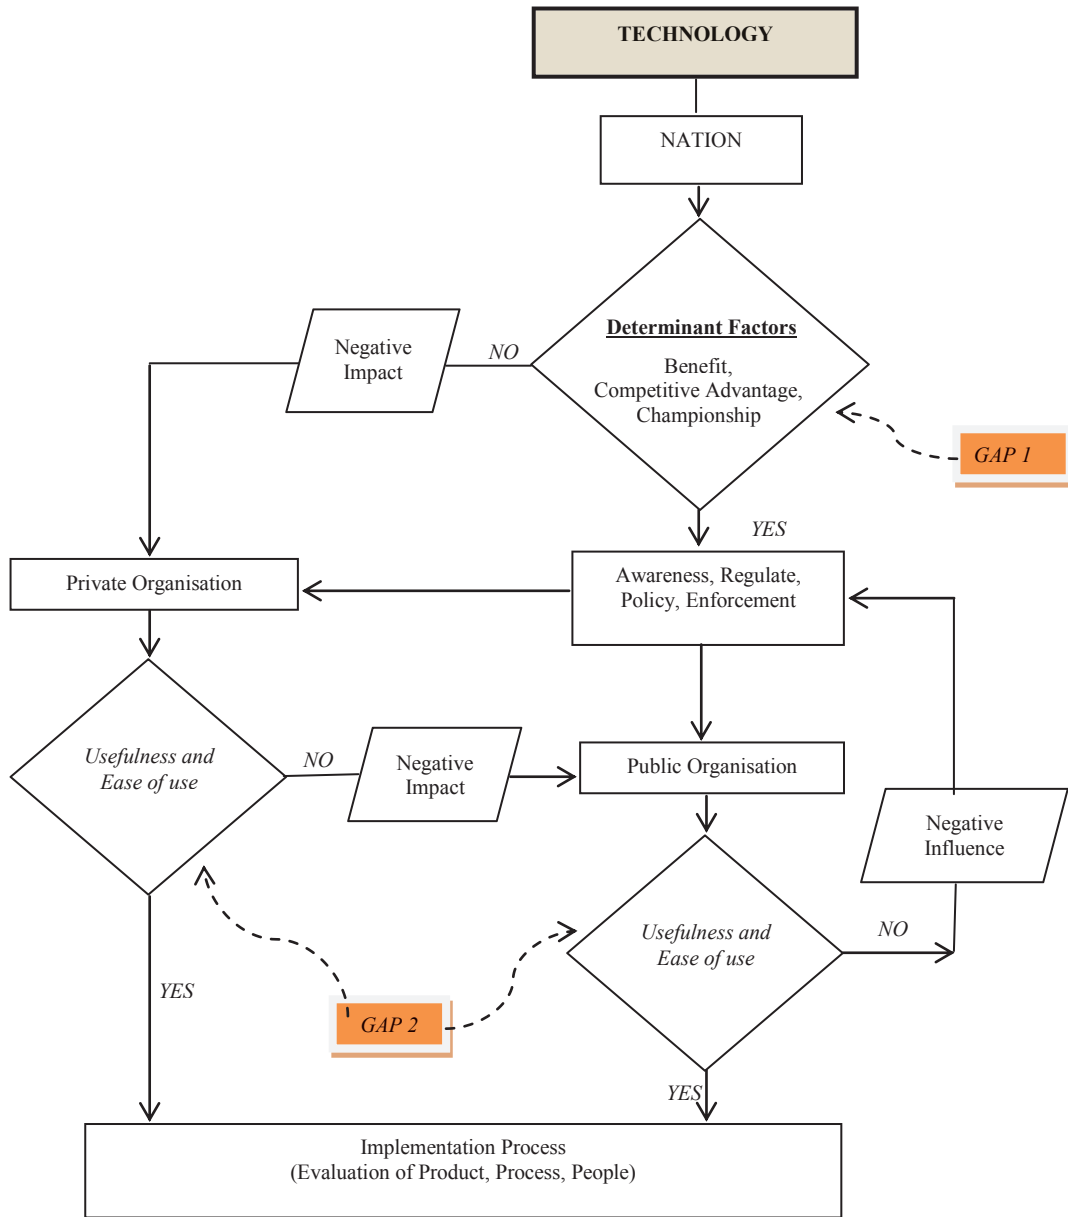 TECHNOLOGY
NATION
Determinant Factors
Benefit,
Competitive Advantage,
Championship
NO
Negative
Impact
GAP 1
YES
Private Organisation
Awareness, Regulate,
Policy, Enforcement
Usefulness and
Ease of use
NO
Negative
Impact
Public Organisation
Negative
Influence
Usefulness and
Ease of use
NO
YES
GAP 2
YES
Implementation Process
(Evaluation of Product, Process, People)